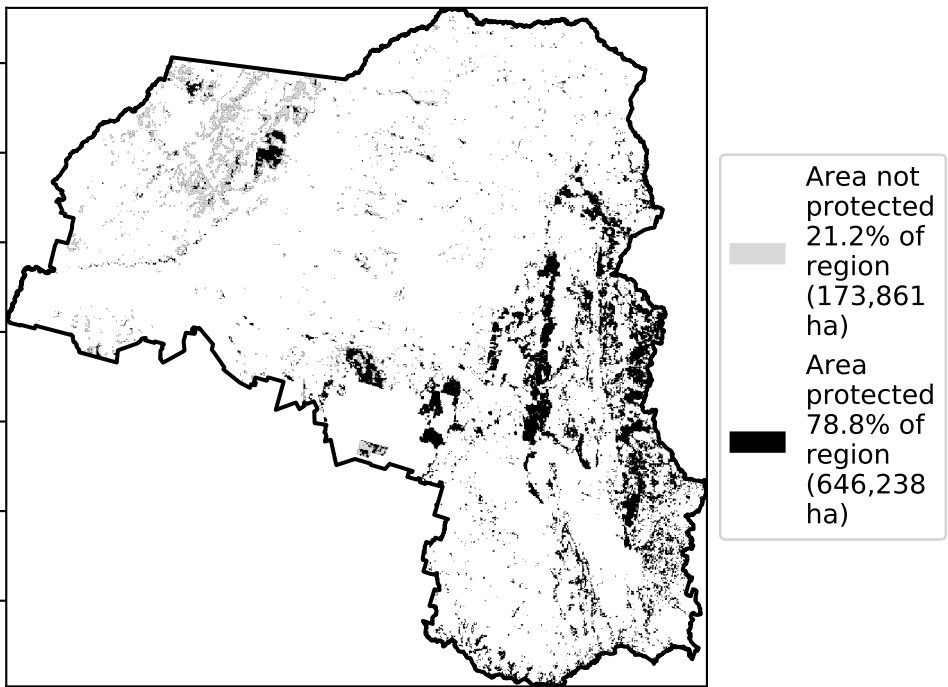 Area not
protected
21.2% of
region
(173,861
ha)
Area
protected
78.8% of
region
(646,238
ha)